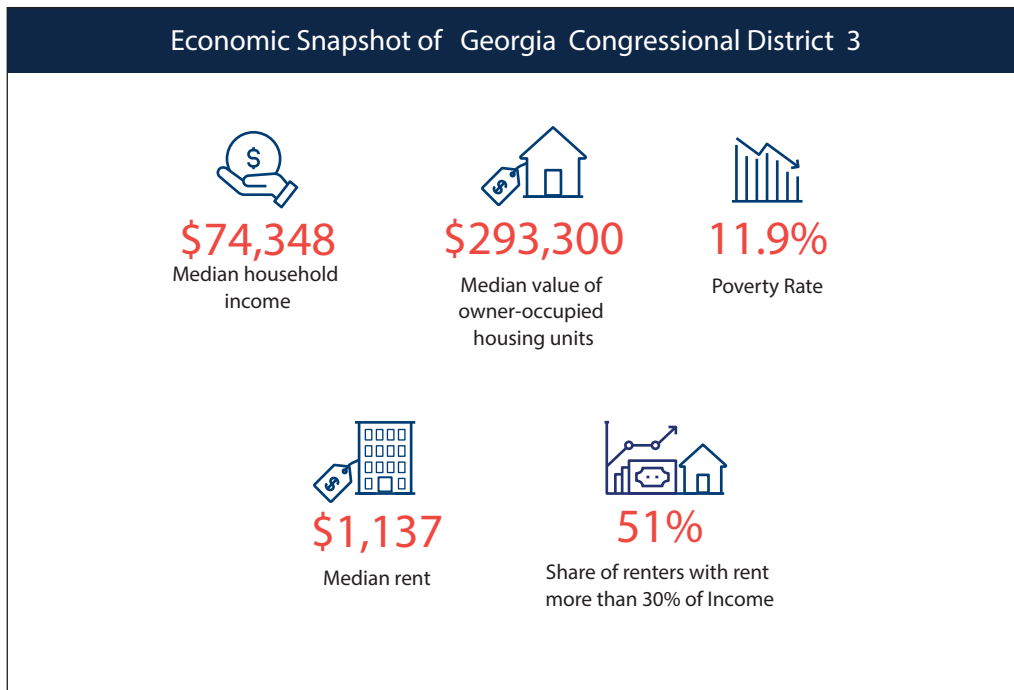 Economic Snapshot of Georgia Congressional District 3
$
$
$74,348
Median household
income
$293,300
Median value of
owner-occupied
housing units
11.9%
Poverty Rate
$
$1,137
Median rent
51%
Share of renters with rent
more than 30% of Income